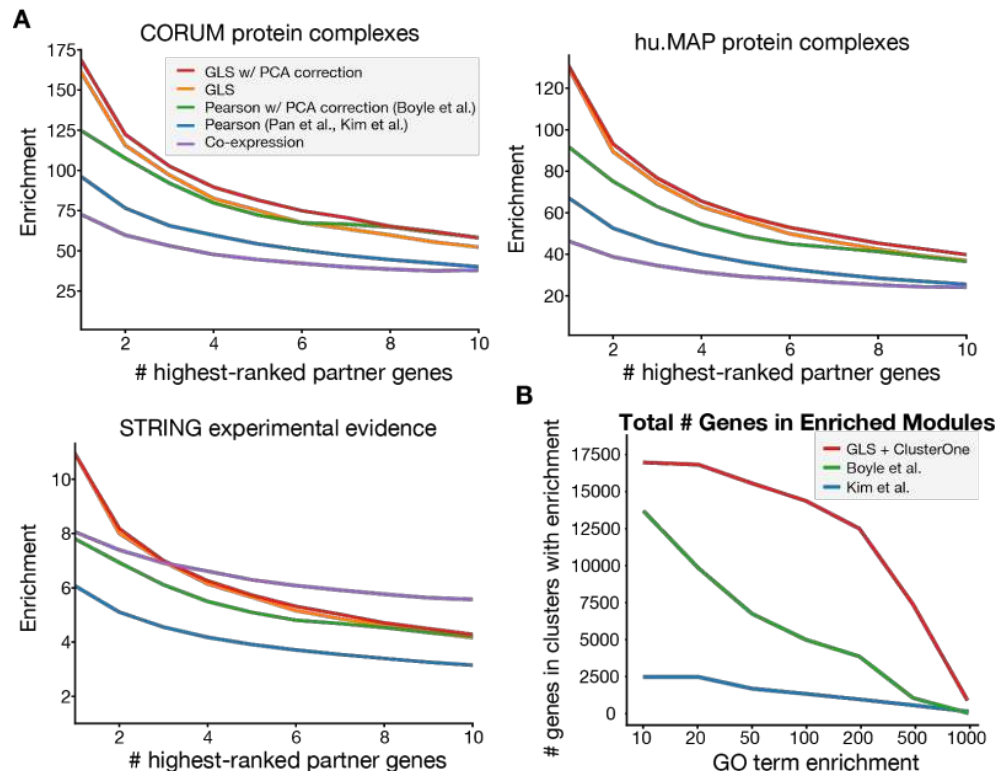 A
CORUM protein complexes
175
150
125
100
75
50
25
Enrichment
GLS w/ PCA correction
GLS
Pearson w/ PCA correction (Boyle et al.)
Pearson (Pan et al., Kim et al.)
Co-expression
2 4 6 8 10
# highest-ranked partner genes
hu.MAP protein complexes
120
100
80
60
40
20
Enrichment
2 4 6 8 10
# highest-ranked partner genes
STRING experimental evidence
10
8
6
4
2
Enrichment
2 4 6 8 10
# highest-ranked partner genes
B
Total # Genes in Enriched Modules
GLS + ClusterOne
Boyle et al.
Kim et al.
17500
15000
12500
10000
7500
5000
2500
0
# genes in clusters with enrichment
10 20 50 100 200 500 1000
GO term enrichment